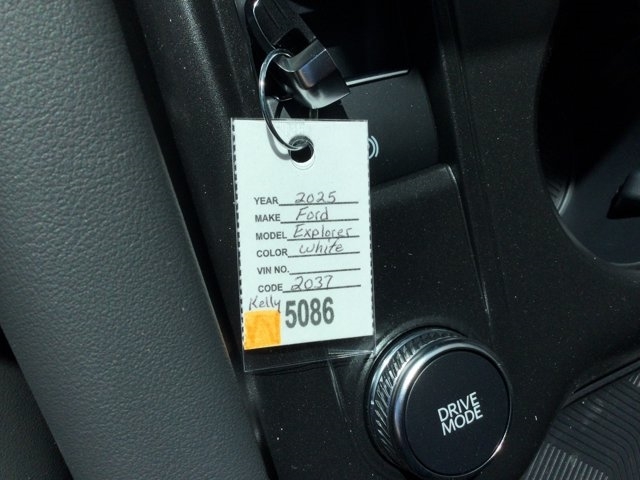 YEAR 2025
MAKE Ford
MODEL Explorer
COLOR White
VIN NO.
CODE 2037
Kelly
5086
DRIVE
MODE